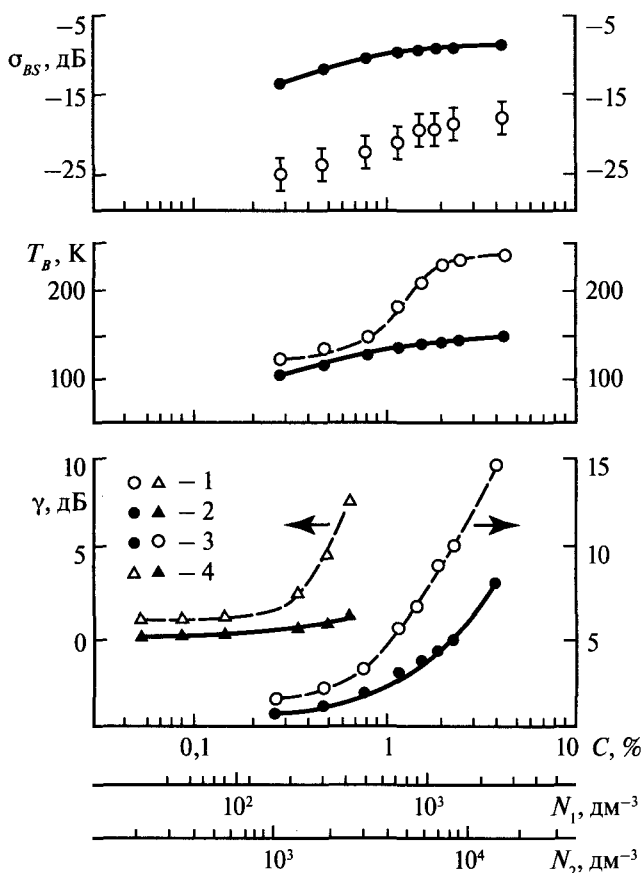 −5 −5
σ_BS, дБ
−15 −15
−25 −25
T_B, К
200 200
100 100
10 15
γ, дБ
○ △ − 1
● ▲ − 2
● ○ − 3
△ ▲ − 4
5 10
0 5
0,1 1 10 C, %
10² 10³ N₁, дм⁻³
10³ 10⁴ N₂, дм⁻³